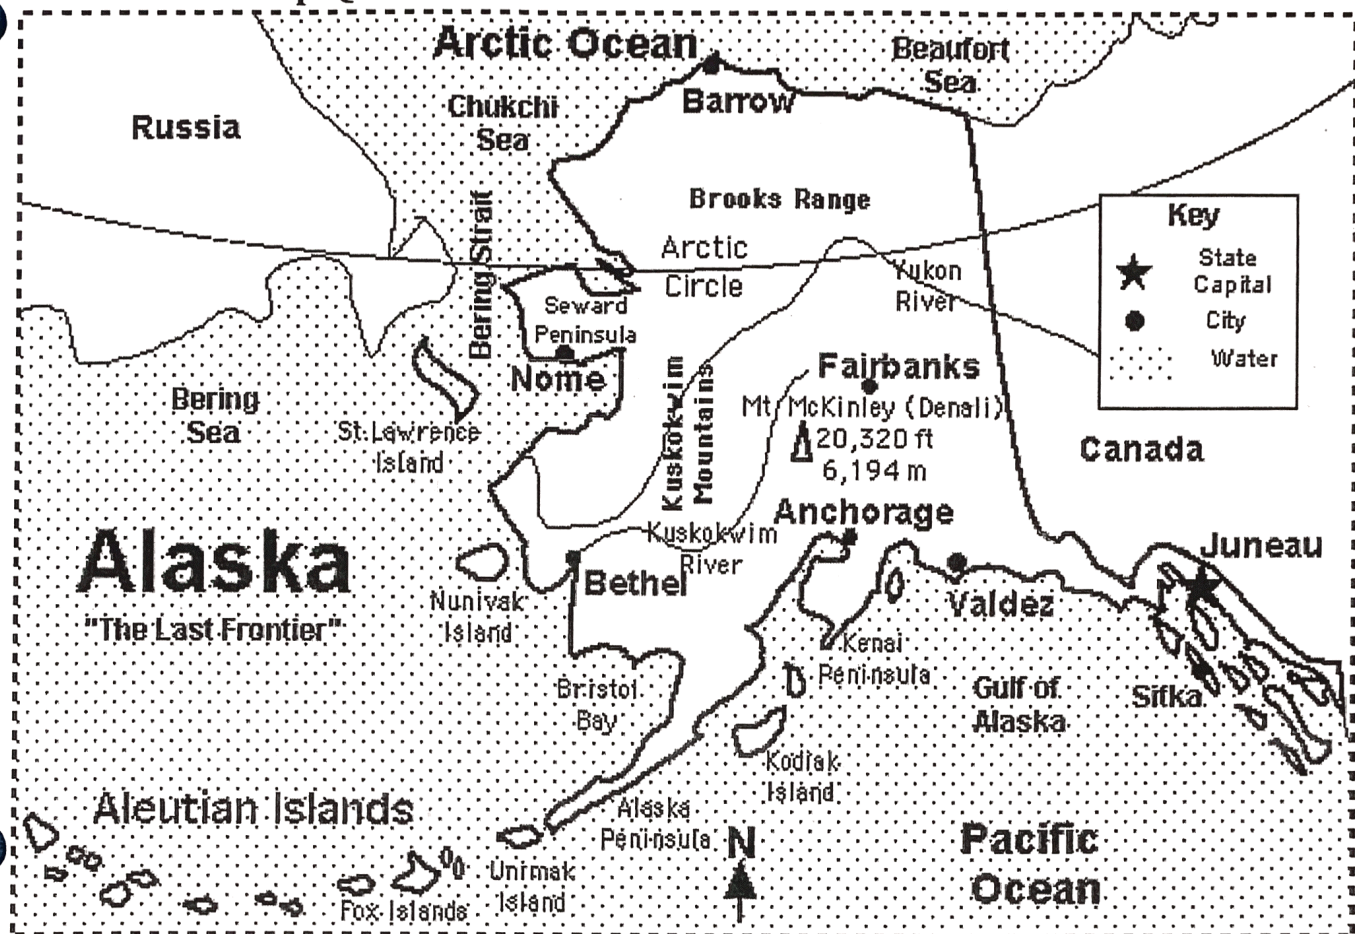 Arctic Ocean
Beaufort
Sea
Barrow
Chukchi
Sea
Russia
Brooks Range
Bering Strait
Arctic
Circle
Yukon
River
Key
State
Capital
City
Water
Seward
Peninsula
Nome
Kuskokwim
Mountains
Fairbanks
Mt McKinley (Denali)
20,320 ft
6,194 m
Bering
Sea
St. Lawrence
Island
Canada
Anchorage
Kuskokwim
River
Alaska
"The Last Frontier"
Bethel
Nunivak
Island
Valdez
Juneau
Kenai
Peninsula
Bristol
Bay
Gulf of
Alaska
Sitka
Kodiak
Island
Aleutian Islands
Alaska
Peninsula
N
Pacific
Ocean
Unimak
Island
Fox Islands